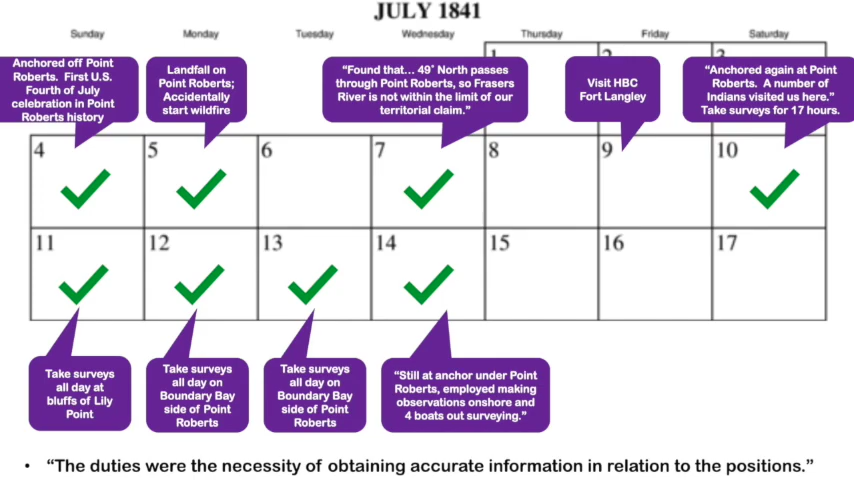 JULY 1841
Sunday Monday Tuesday Wednesday Thursday Friday Saturday
1 2 3
Anchored off Point
Roberts. First U.S.
Fourth of July
celebration in Point
Roberts history
Landfall on
Point Roberts;
Accidentally
start wildfire
“Found that... 49° North passes
through Point Roberts, so Frasers
River is not within the limit of our
territorial claim.”
Visit HBC
Fort Langley
“Anchored again at Point
Roberts. A number of
Indians visited us here.”
Take surveys for 17 hours.
4 5 6 7 8 9 10
11 12 13 14 15 16 17
Take surveys
all day at
bluffs of Lily
Point
Take surveys
all day on
Boundary Bay
side of Point
Roberts
Take surveys
all day on
Boundary Bay
side of Point
Roberts
“Still at anchor under Point
Roberts, employed making
observations onshore and
4 boats out surveying.”
• “The duties were the necessity of obtaining accurate information in relation to the positions.”